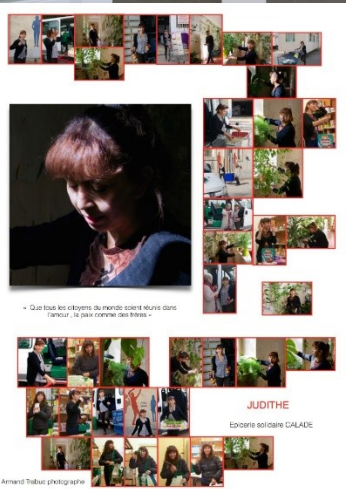 « Que tous les citoyens du monde soient réunis dans
l'amour , la paix comme des frères »
JUDITHE
Epicerie solidaire CALADE
Armand Trabuc photographe